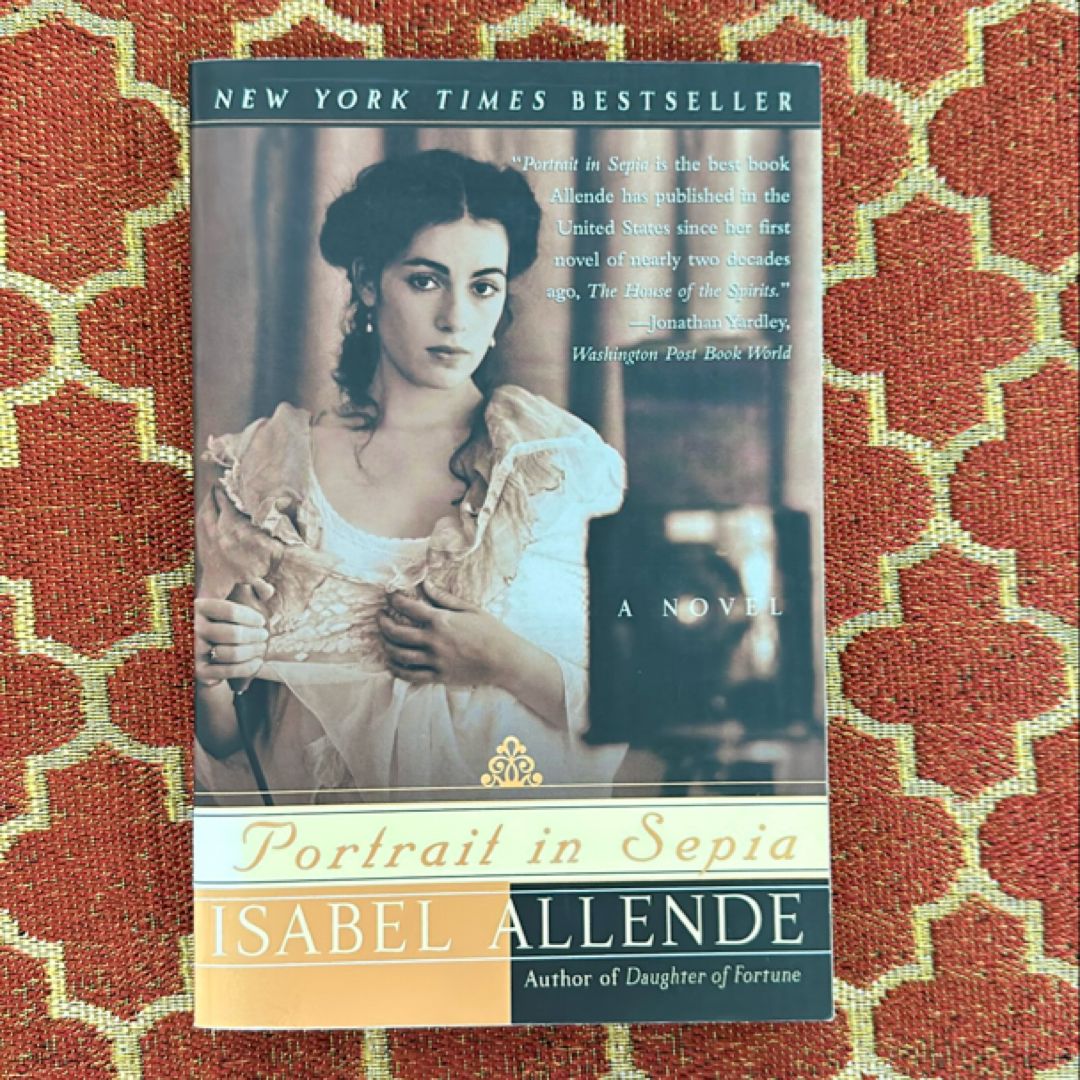 NEW YORK TIMES BESTSELLER
"Portrait in Sepia is the best book
Allende has published in the
United States since her first
novel of nearly two decades
ago, The House of the Spirits."
—Jonathan Yardley,
Washington Post Book World
A NOVEL
Portrait in Sepia
ISABEL ALLENDE
Author of Daughter of Fortune